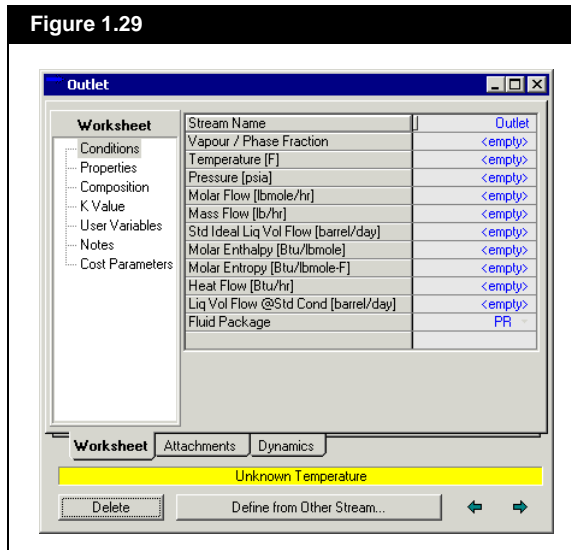 Figure 1.29
Outlet
Worksheet
Conditions
Properties
Composition
K Value
User Variables
Notes
Cost Parameters
Stream Name Outlet
Vapour / Phase Fraction <empty>
Temperature [F] <empty>
Pressure [psia] <empty>
Molar Flow [lbmole/hr] <empty>
Mass Flow [lb/hr] <empty>
Std Ideal Liq Vol Flow [barrel/day] <empty>
Molar Enthalpy [Btu/lbmole] <empty>
Molar Entropy [Btu/lbmole-F] <empty>
Heat Flow [Btu/hr] <empty>
Liq Vol Flow @Std Cond [barrel/day] <empty>
Fluid Package PR
Worksheet Attachments Dynamics
Unknown Temperature
Delete Define from Other Stream...